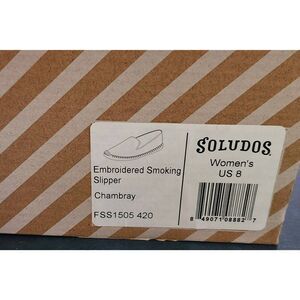 SOLUDOS
Women's
US 8
Embroidered Smoking
Slipper
Chambray
FSS1505 420
8 49071 08882 7